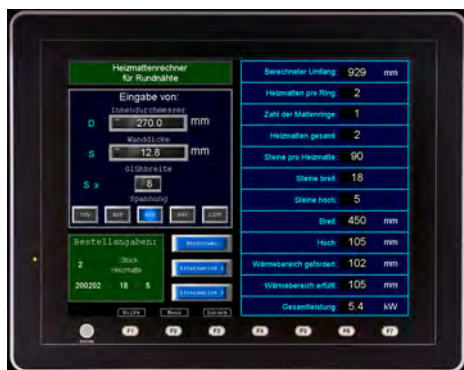 Heizmattenrechner
für Rundnähte
Eingabe von:
Innendurchmesser
D 270.0 mm
Wanddicke
S 12.8 mm
Glühbreite
S x 8
Spannung
Bestellangaben:
2 Stück
Heizmatte
200202 18 5
Alternative 1
Alternative 2
Hilfe Menü Zurück
Berechneter Umfang: 929 mm
Heizmatten pro Ring: 2
Zahl der Mattenringe: 1
Heizmatten gesamt: 2
Steine pro Heizmatte: 90
Steine breit: 18
Steine hoch: 5
Breit: 450 mm
Hoch: 105 mm
Wärmebereich gefordert: 102 mm
Wärmebereich erfüllt: 105 mm
Gesamtleistung: 5.4 kW
F1 F2 F3 F4 F5 F6 F7